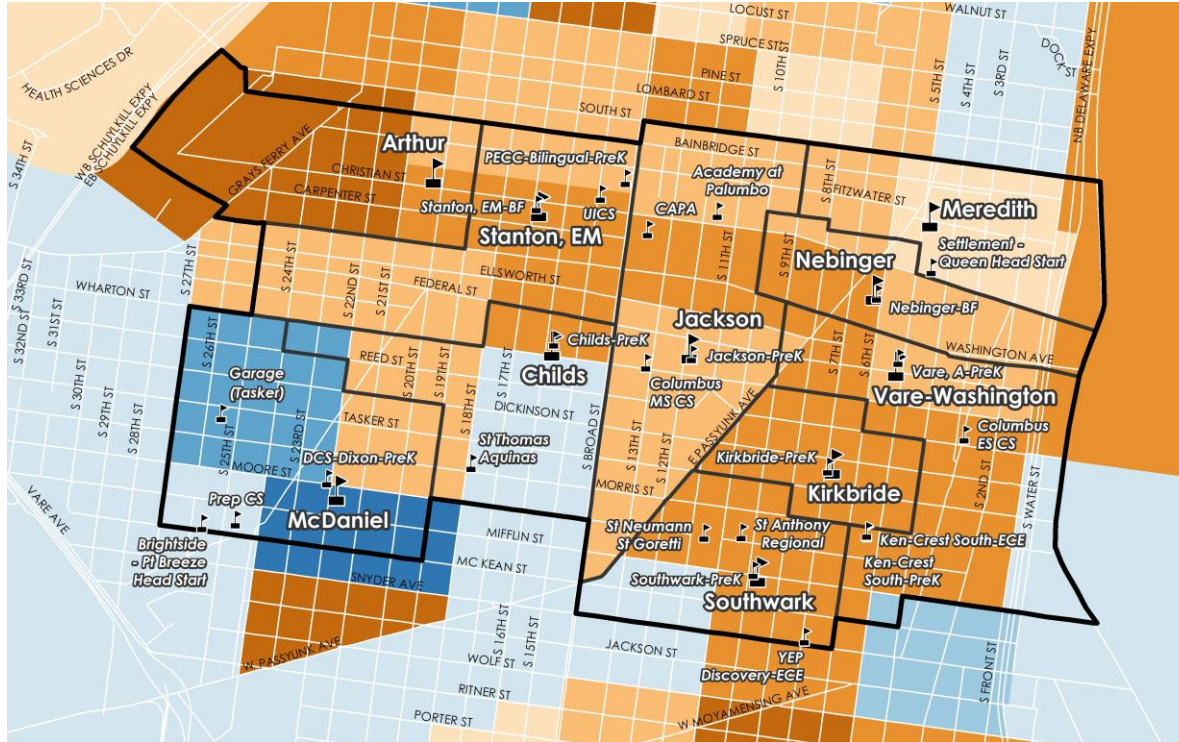 LOCUST ST
WALNUT ST
SPRUCE ST
S 10TH ST
DOCK ST
HEALTH SCIENCES DR
PINE ST
S 5TH ST
S 4TH ST
S 3RD ST
NB DELAWARE EXPY
LOMBARD ST
SOUTH ST
WB SCHUYLKILL EXPY
EB SCHUYLKILL EXPY
S 34TH ST
GRAYS FERRY AVE
Arthur
PECC-Bilingual-PreK
BAINBRIDGE ST
Academy at
Palumbo
S 8TH ST
FITZWATER ST
CHRISTIAN ST
CARPENTER ST
Stanton, EM-BF
UICS
CAPA
Meredith
Stanton, EM
S 11TH ST
S 9TH ST
Settlement -
Queen Head Start
Nebinger
Nebinger-BF
S 33RD ST
S 32ND ST
S 31ST ST
S 27TH ST
S 24TH ST
S 22ND ST
S 21ST ST
ELLSWORTH ST
FEDERAL ST
WHARTON ST
Jackson
Jackson-PreK
Childs-PreK
Childs
S 7TH ST
S 6TH ST
WASHINGTON AVE
Vare, A-PreK
Vare-Washington
S 26TH ST
REED ST
S 20TH ST
S 19TH ST
S 17TH ST
Columbus
MS CS
S 30TH ST
S 29TH ST
S 28TH ST
Garage
(Tasker)
DICKINSON ST
S BROAD ST
E PASSYUNK AVE
Columbus
ES CS
TASKER ST
S 18TH ST
S 25TH ST
S 23RD ST
St Thomas
Aquinas
S 13TH ST
S 12TH ST
Kirkbride-PreK
Kirkbride
MOORE ST
DCS-Dixon-PreK
McDaniel
MORRIS ST
S 2ND ST
S WATER ST
VARE AVE
Prep CS
Brightside
- Pt Breeze
Head Start
MIFFLIN ST
MC KEAN ST
SNYDER AVE
St Neumann
St Goretti
St Anthony
Regional
Ken-Crest South-ECE
Ken-Crest
South-PreK
Southwark-PreK
Southwark
W PASSYUNK AVE
S 16TH ST
S 15TH ST
WOLF ST
JACKSON ST
YEP
Discovery-ECE
S FRONT ST
RITNER ST
PORTER ST
W MOYAMENSING AVE